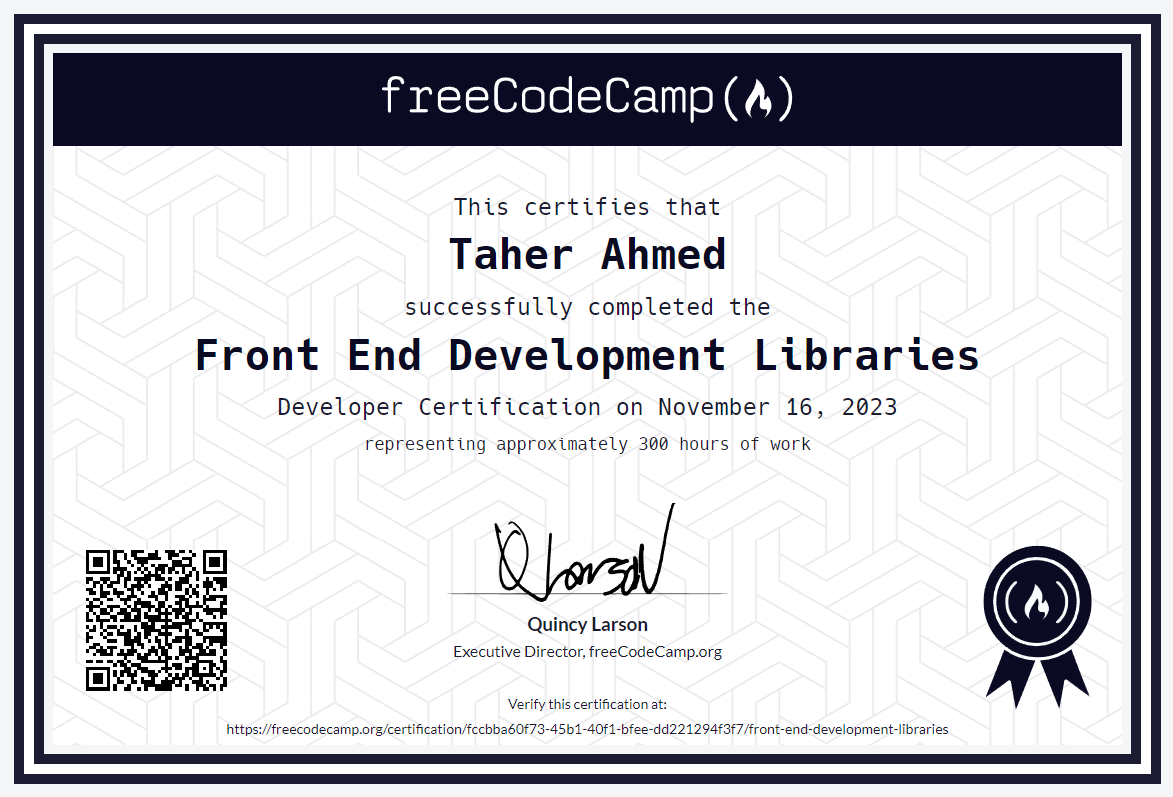 freeCodeCamp
This certifies that
Taher Ahmed
successfully completed the
Front End Development Libraries
Developer Certification on November 16, 2023
representing approximately 300 hours of work
Q Larson
Quincy Larson
Executive Director, freeCodeCamp.org
Verify this certification at:
https://freecodecamp.org/certification/fccbba60f73-45b1-40f1-bfee-dd221294f3f7/front-end-development-libraries